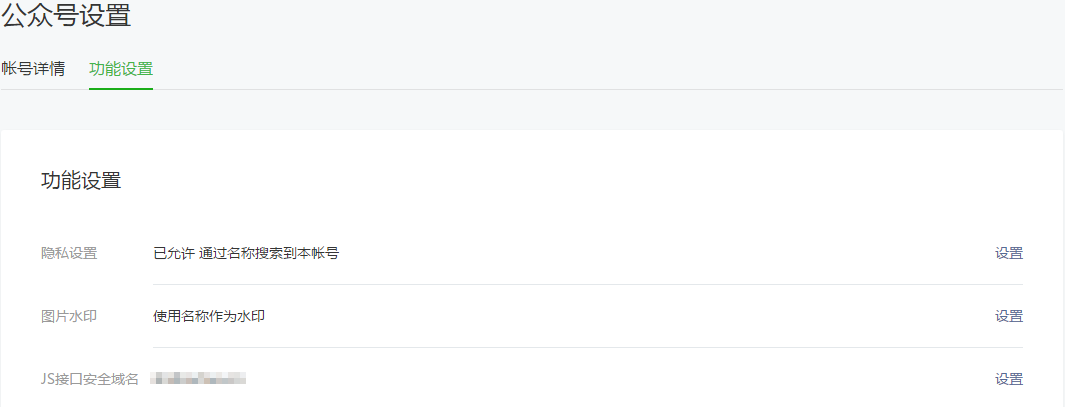 公众号设置
帐号详情 功能设置
功能设置
隐私设置 已允许 通过名称搜索到本帐号 设置
图片水印 使用名称作为水印 设置
JS接口安全域名 设置